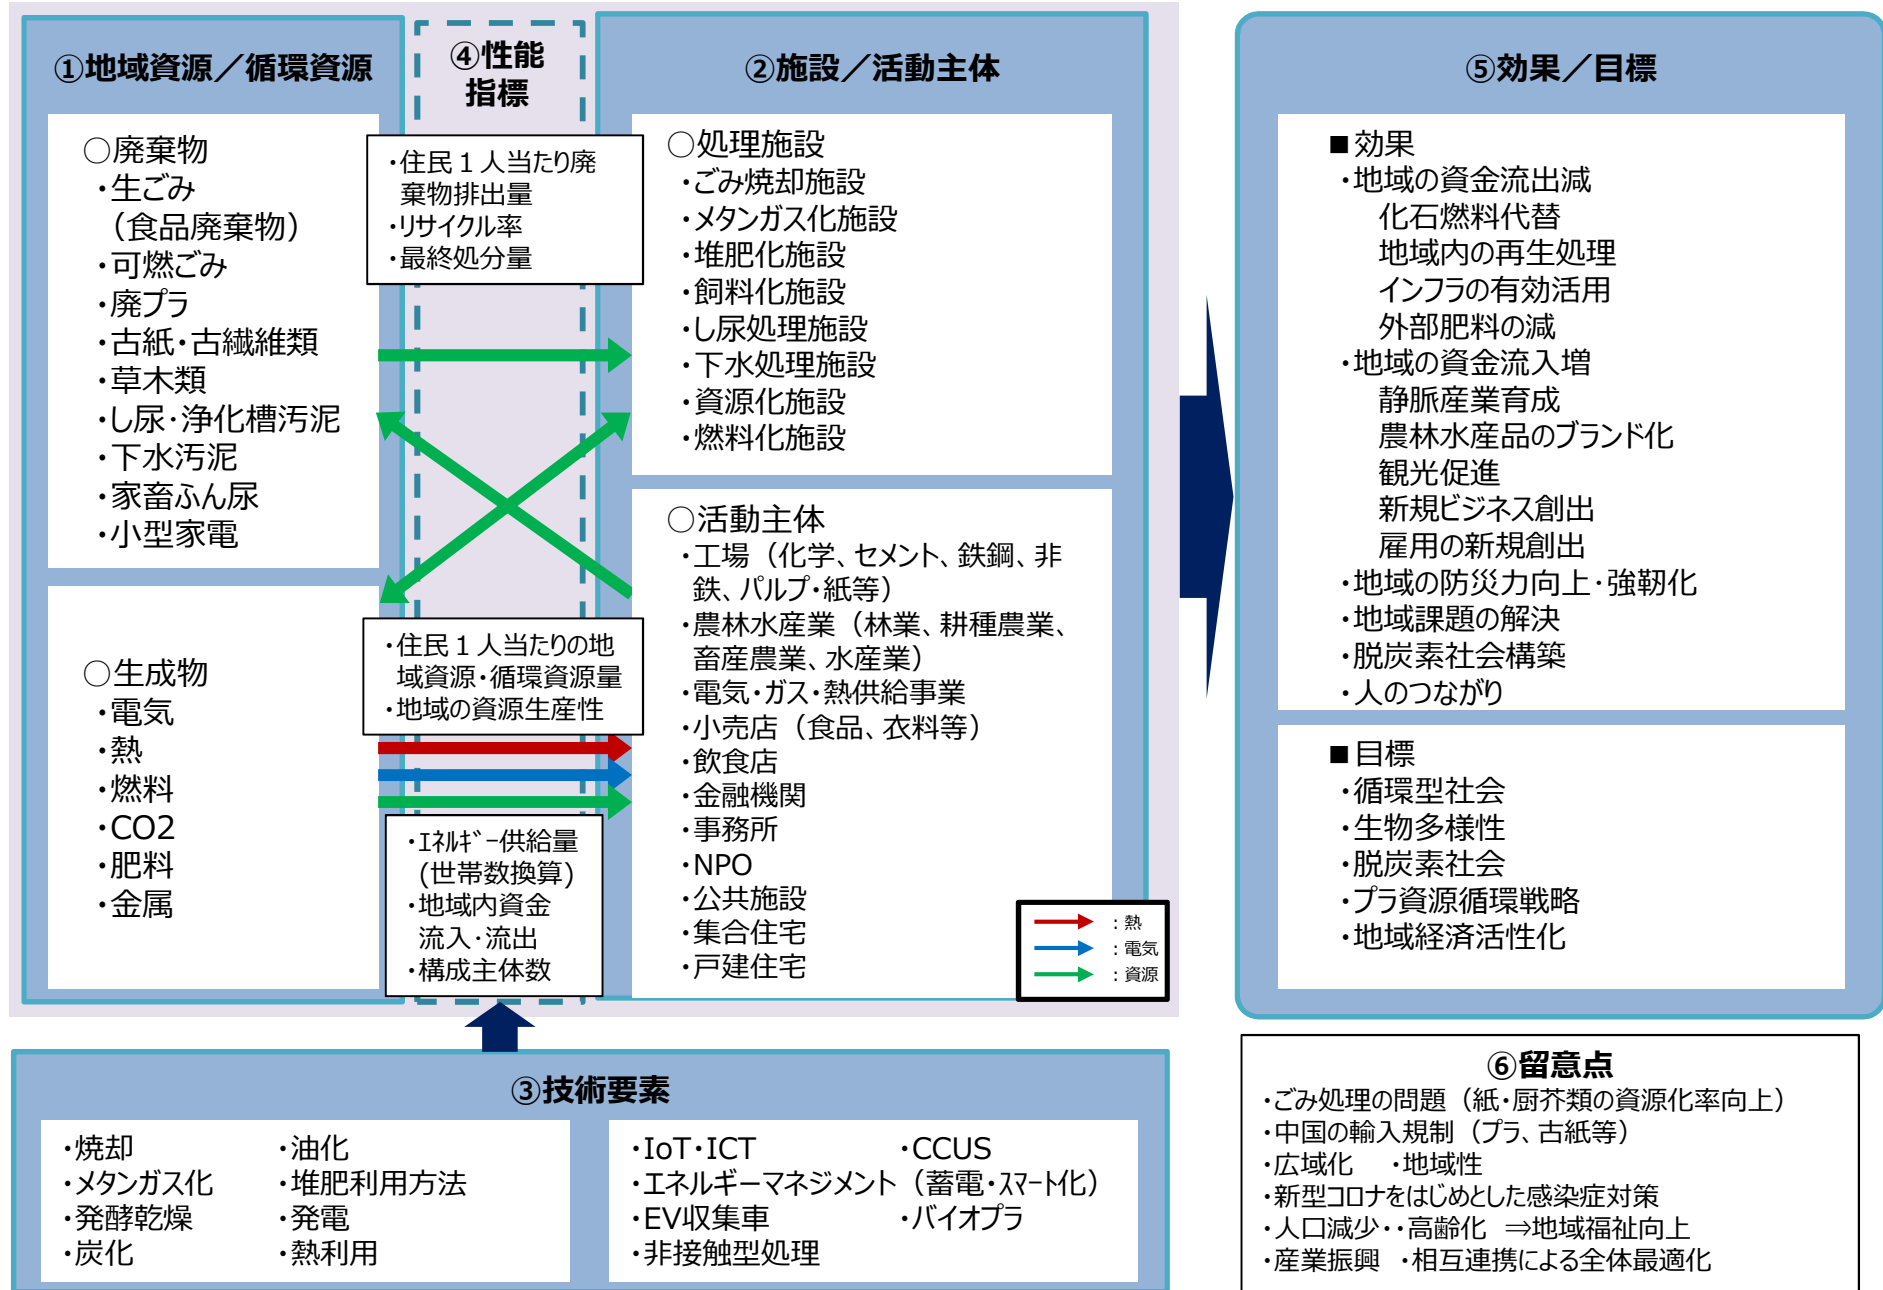 ①地域資源／循環資源
○廃棄物
・生ごみ
（食品廃棄物）
・可燃ごみ
・廃プラ
・古紙・古繊維類
・草木類
・し尿・浄化槽汚泥
・下水汚泥
・家畜ふん尿
・小型家電
○生成物
・電気
・熱
・燃料
・CO2
・肥料
・金属
④性能
指標
・住民１人当たり廃
棄物排出量
・リサイクル率
・最終処分量
・住民１人当たりの地
域資源・循環資源量
・地域の資源生産性
・ｴﾈﾙｷﾞｰ供給量
(世帯数換算)
・地域内資金
流入・流出
・構成主体数
②施設／活動主体
○処理施設
・ごみ焼却施設
・メタンガス化施設
・堆肥化施設
・飼料化施設
・し尿処理施設
・下水処理施設
・資源化施設
・燃料化施設
○活動主体
・工場（化学、セメント、鉄鋼、非
鉄、パルプ・紙等）
・農林水産業（林業、耕種農業、
畜産農業、水産業）
・電気・ガス・熱供給事業
・小売店（食品、衣料等）
・飲食店
・金融機関
・事務所
・NPO
・公共施設
・集合住宅
・戸建住宅
：熱
：電気
：資源
⑤効果／目標
■効果
・地域の資金流出減
化石燃料代替
地域内の再生処理
インフラの有効活用
外部肥料の減
・地域の資金流入増
静脈産業育成
農林水産品のブランド化
観光促進
新規ビジネス創出
雇用の新規創出
・地域の防災力向上・強靭化
・地域課題の解決
・脱炭素社会構築
・人のつながり
■目標
・循環型社会
・生物多様性
・脱炭素社会
・プラ資源循環戦略
・地域経済活性化
③技術要素
・焼却 ・油化
・メタンガス化 ・堆肥利用方法
・発酵乾燥 ・発電
・炭化 ・熱利用
・IoT・ICT ・CCUS
・エネルギーマネジメント（蓄電・ｽﾏｰﾄ化）
・EV収集車 ・バイオプラ
・非接触型処理
⑥留意点
・ごみ処理の問題（紙・厨芥類の資源化率向上）
・中国の輸入規制（プラ、古紙等）
・広域化 ・地域性
・新型コロナをはじめとした感染症対策
・人口減少・・高齢化 ⇒地域福祉向上
・産業振興 ・相互連携による全体最適化